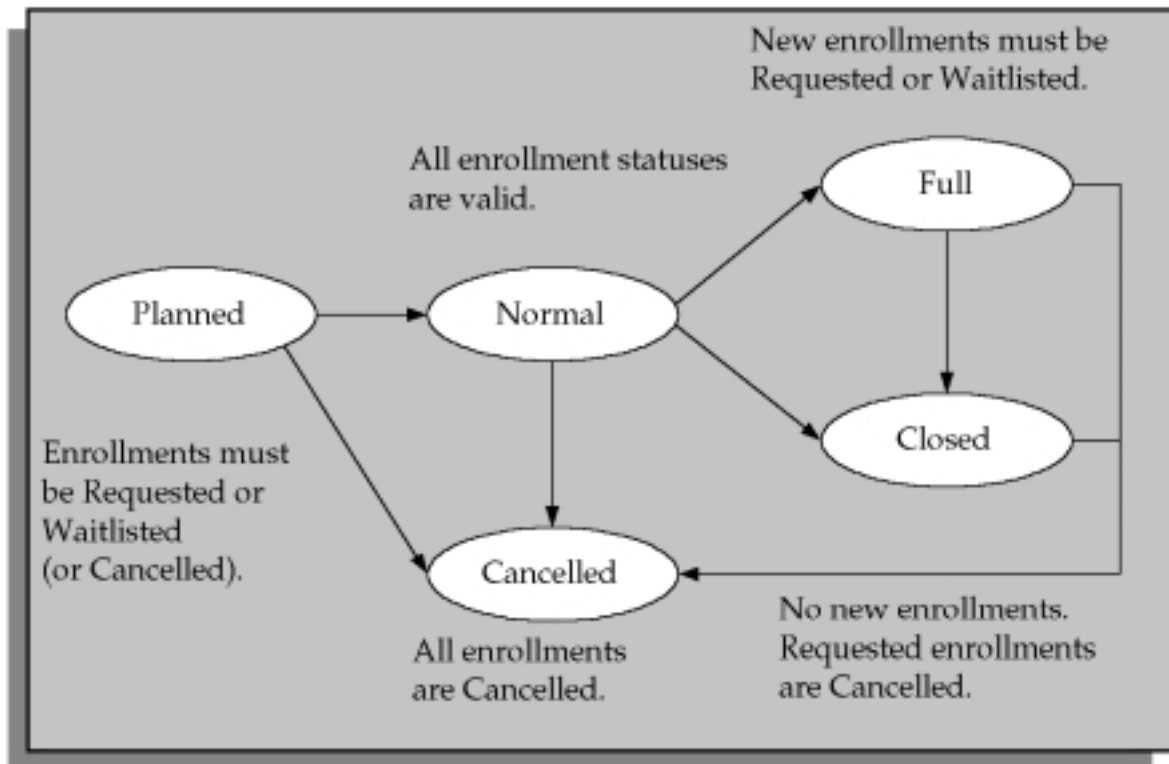 New enrollments must be
Requested or Waitlisted.
All enrollment statuses
are valid.
Full
Planned
Normal
Closed
Enrollments must
be Requested or
Waitlisted
(or Cancelled).
Cancelled
No new enrollments.
Requested enrollments
are Cancelled.
All enrollments
are Cancelled.